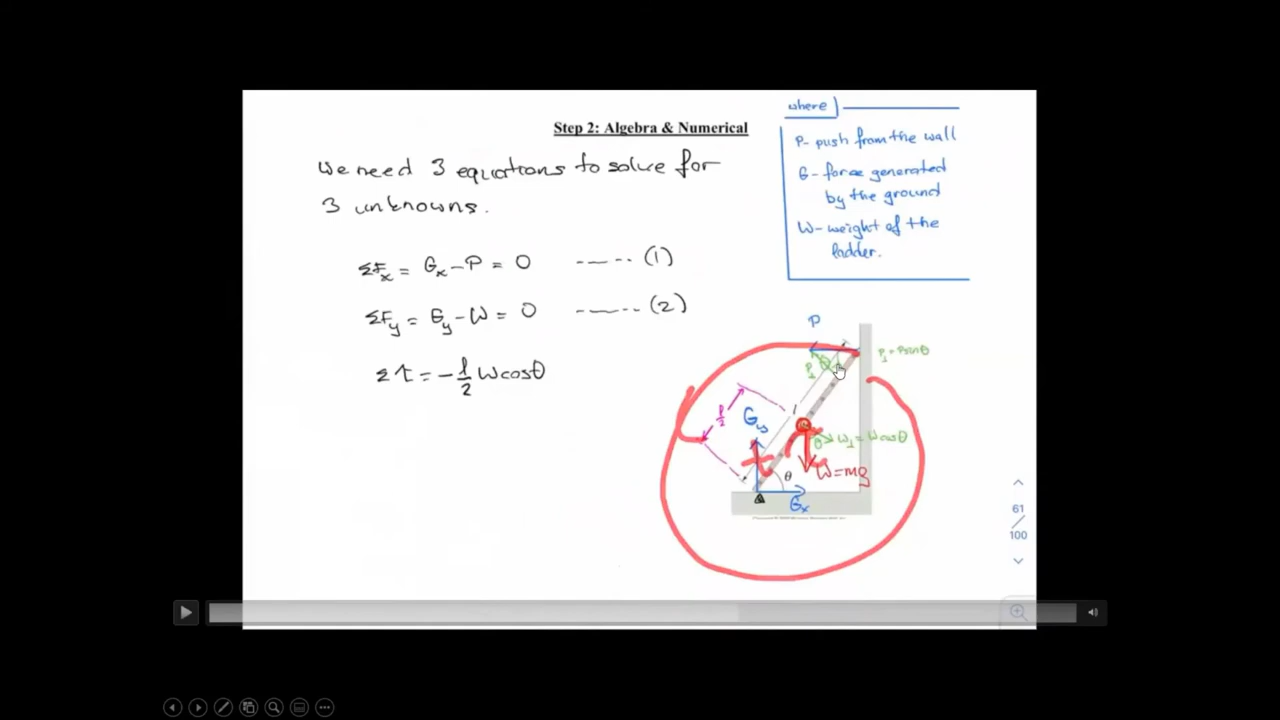 Step 2: Algebra & Numerical
We need 3 equations to solve for
3 unknowns.
ΣFx = Gx - P = 0 ------ (1)
ΣFy = Gy - W = 0 ------ (2)
Στ = - l/2 W cosθ
where
P- push from the wall
G- force generated
by the ground
W- weight of the
ladder.
P
P⊥ = P sinθ
P⊥
θ
l/2
l
Gy
θ W⊥ = W cosθ
W = mg
θ
A
Gx
61
/
100